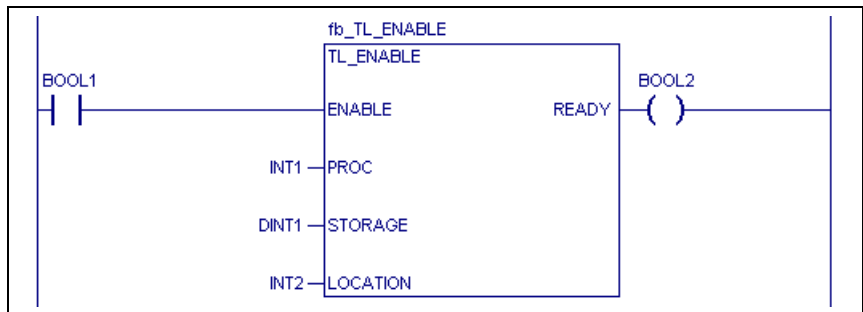 fb_TL_ENABLE
TL_ENABLE
BOOL1
BOOL2
ENABLE
READY
INT1
PROC
DINT1
STORAGE
INT2
LOCATION